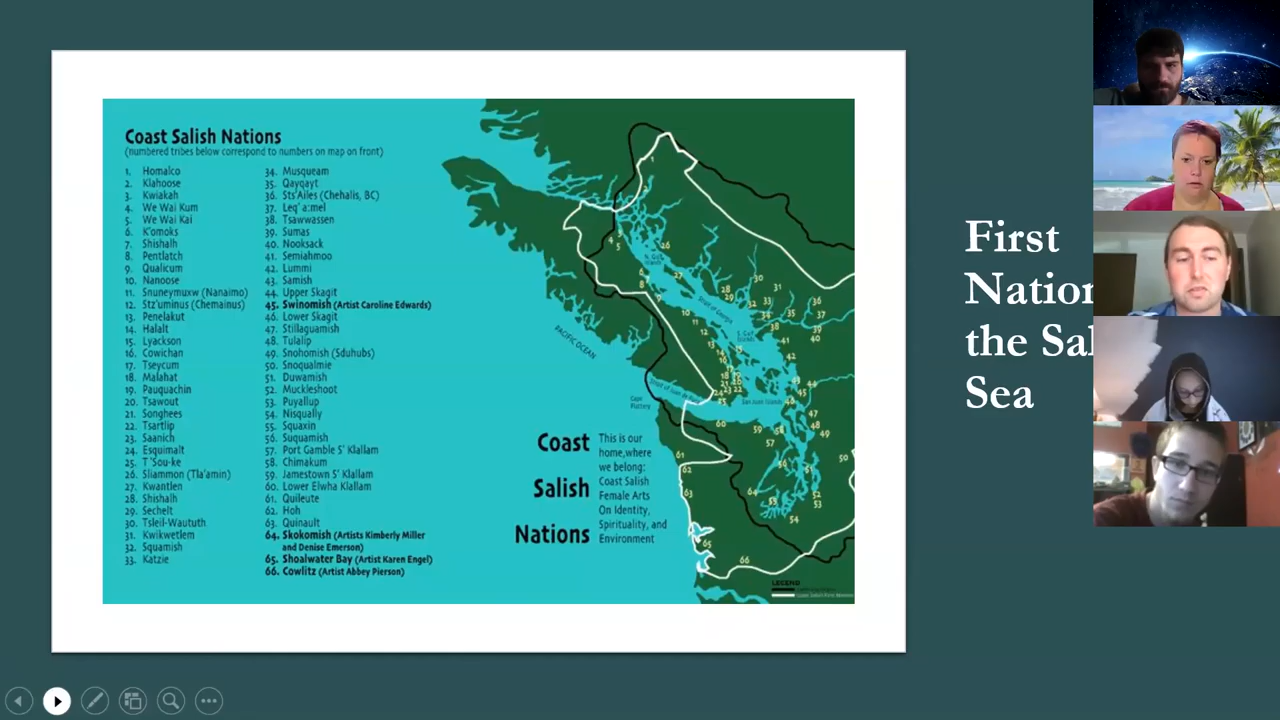 Coast Salish Nations
(numbered tribes below correspond to numbers on map on front)
1. Homalco
2. Klahoose
3. Kwiakah
4. We Wai Kum
5. We Wai Kai
6. K'omoks
7. Shishalh
8. Pentlatch
9. Qualicum
10. Nanoose
11. Snuneymuxw (Nanaimo)
12. Stz'uminus (Chemainus)
13. Penelakut
14. Halalt
15. Lyackson
16. Cowichan
17. Tseycum
18. Malahat
19. Pauquachin
20. Tsawout
21. Songhees
22. Tsartlip
23. Saanich
24. Esquimalt
25. T'Sou-ke
26. Sliammon (Tla'amin)
27. Kwantlen
28. Shishalh
29. Sechelt
30. Tsleil-Waututh
31. Kwikwetlem
32. Squamish
33. Katzie
34. Musqueam
35. Qayqayt
36. Sts'Ailes (Chehalis, BC)
37. Leq' a:mel
38. Tsawwassen
39. Sumas
40. Nooksack
41. Semiahmoo
42. Lummi
43. Samish
44. Upper Skagit
45. Swinomish (Artist Caroline Edwards)
46. Lower Skagit
47. Stillaguamish
48. Tulalip
49. Snohomish (Sduhubs)
50. Snoqualmie
51. Duwamish
52. Muckleshoot
53. Puyallup
54. Nisqually
55. Squaxin
56. Suquamish
57. Port Gamble S' Klallam
58. Chimakum
59. Jamestown S' Klallam
60. Lower Elwha Klallam
61. Quileute
62. Hoh
63. Quinault
64. Skokomish (Artists Kimberly Miller
and Denise Emerson)
65. Shoalwater Bay (Artist Karen Engel)
66. Cowlitz (Artist Abbey Pierson)
Coast
Salish
Nations
This is our
home,where
we belong:
Coast Salish
Female Arts
On Identity,
Spirituality, and
Environment
PACIFIC OCEAN
Cape
Flattery
Strait of Georgia
San Juan Islands
LEGEND
First
Nation
the Sal
Sea